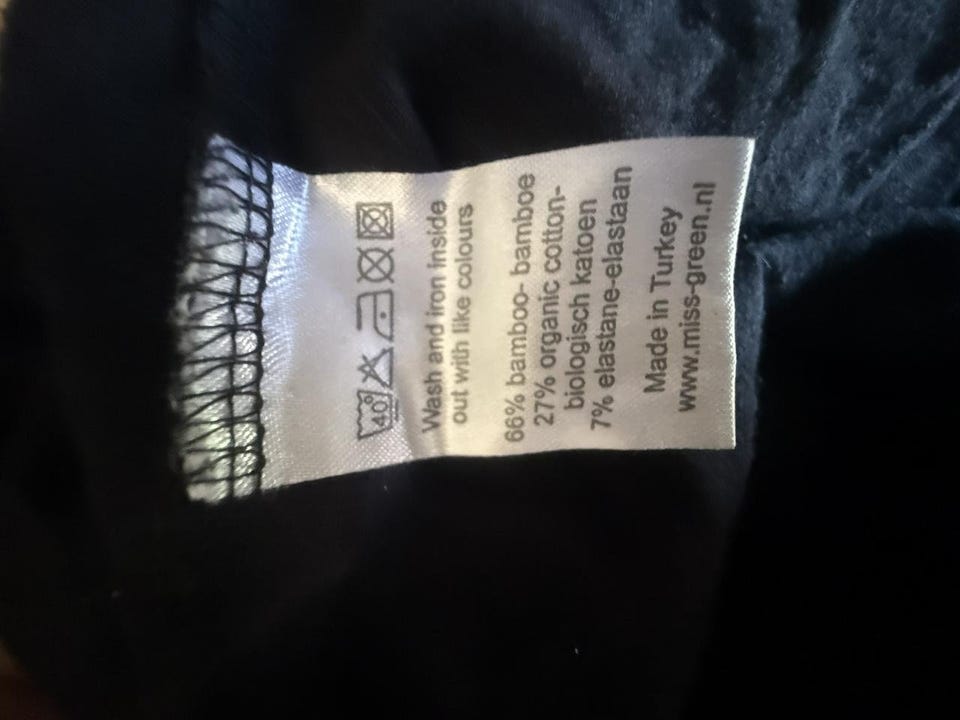 40°
Wash and iron inside
out with like colours
66% bamboo- bamboe
27% organic cotton-
biologisch katoen
7% elastane-elastaan
Made in Turkey
www.miss-green.nl